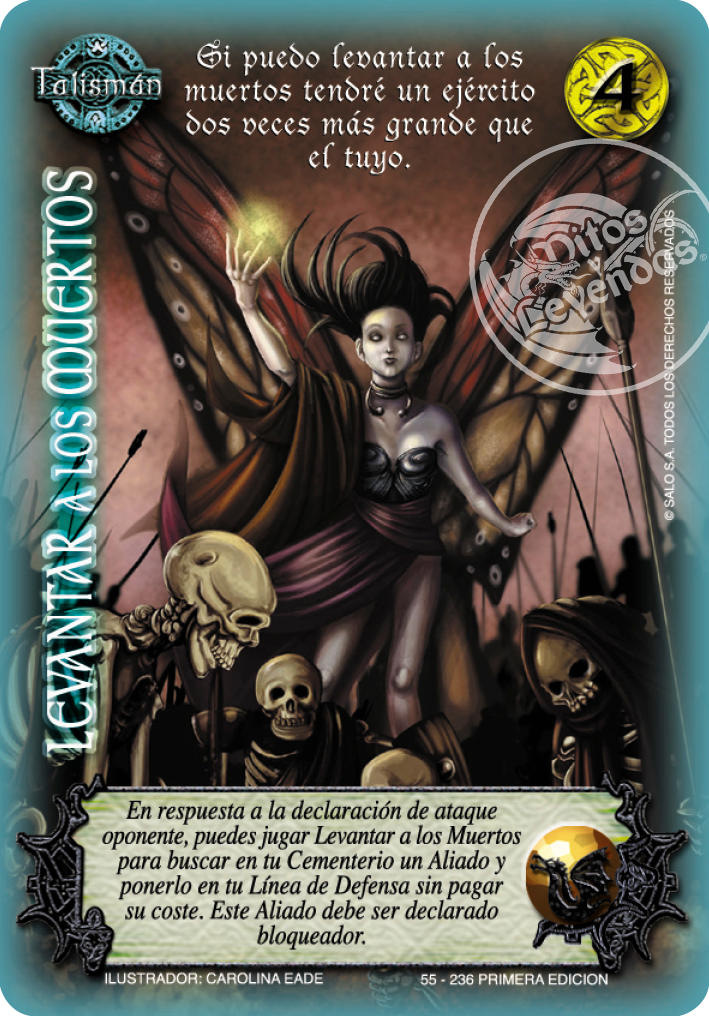 Talismán
Si puedo levantar a los
muertos tendré un ejército
dos veces más grande que
el tuyo.
4
LEVANTAR A LOS MUERTOS
Mitos
Leyendas
®
© SALO S.A. TODOS LOS DERECHOS RESERVADOS
En respuesta a la declaración de ataque
oponente, puedes jugar Levantar a los Muertos
para buscar en tu Cementerio un Aliado y
ponerlo en tu Línea de Defensa sin pagar
su coste. Este Aliado debe ser declarado
bloqueador.
ILUSTRADOR: CAROLINA EADE
55 - 236 PRIMERA EDICION